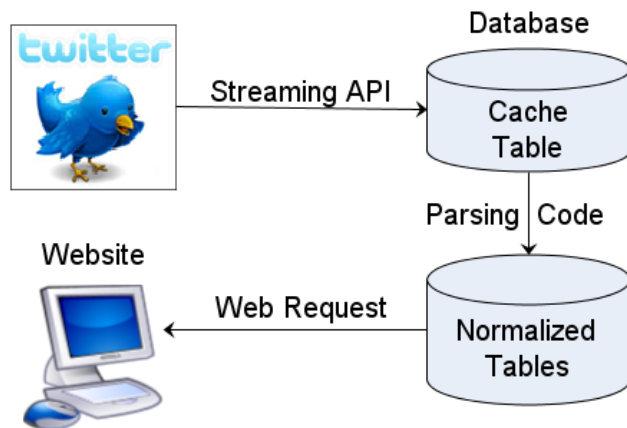 twitter
Database
Streaming API
Cache
Table
Parsing Code
Website
Web Request
Normalized
Tables